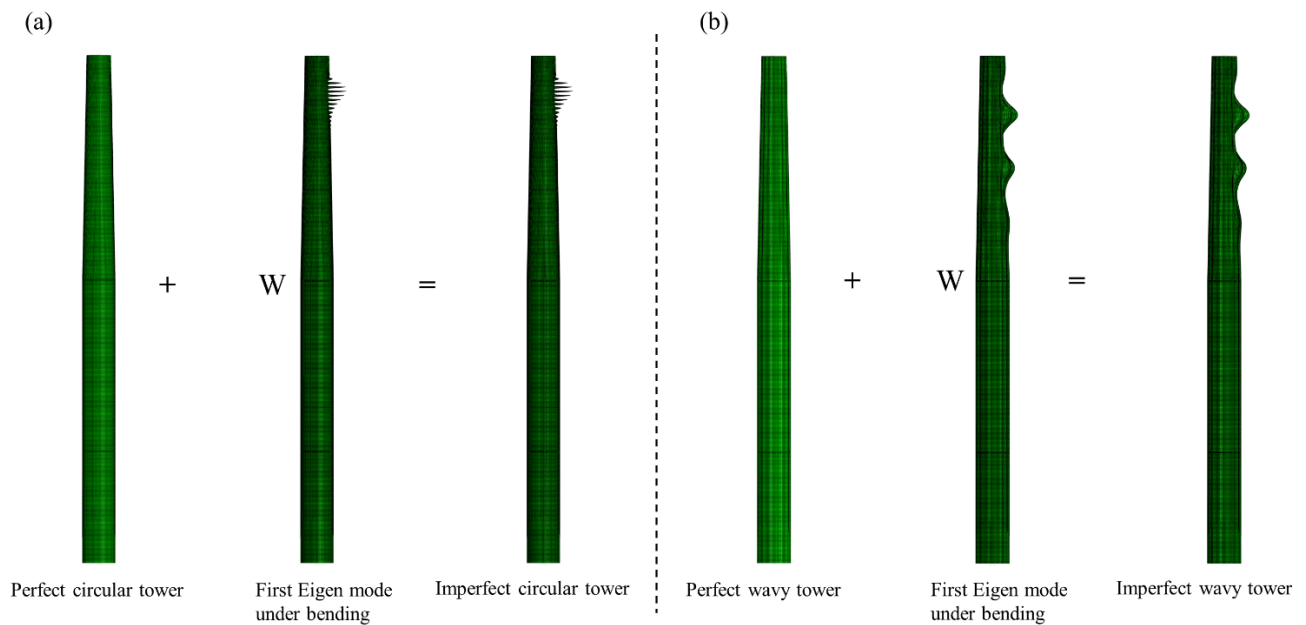 (a)
(b)
+
W
=
+
W
=
Perfect circular tower
First Eigen mode
under bending
Imperfect circular tower
Perfect wavy tower
First Eigen mode
under bending
Imperfect wavy tower